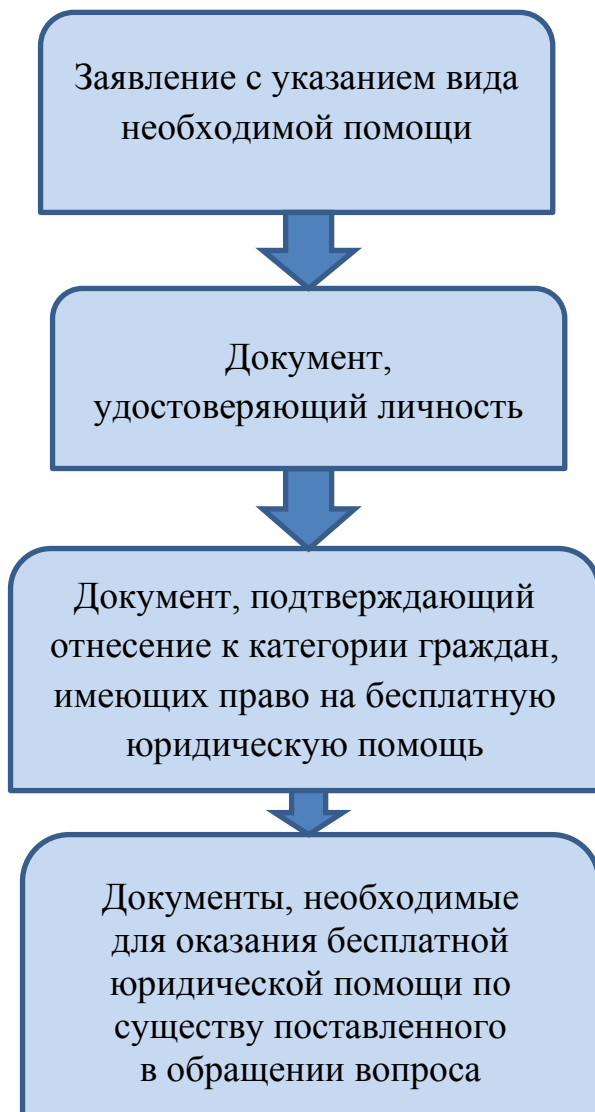 Заявление с указанием вида
необходимой помощи
Документ,
удостоверяющий личность
Документ, подтверждающий
отнесение к категории граждан,
имеющих право на бесплатную
юридическую помощь
Документы, необходимые
для оказания бесплатной
юридической помощи по
существу поставленного
в обращении вопроса